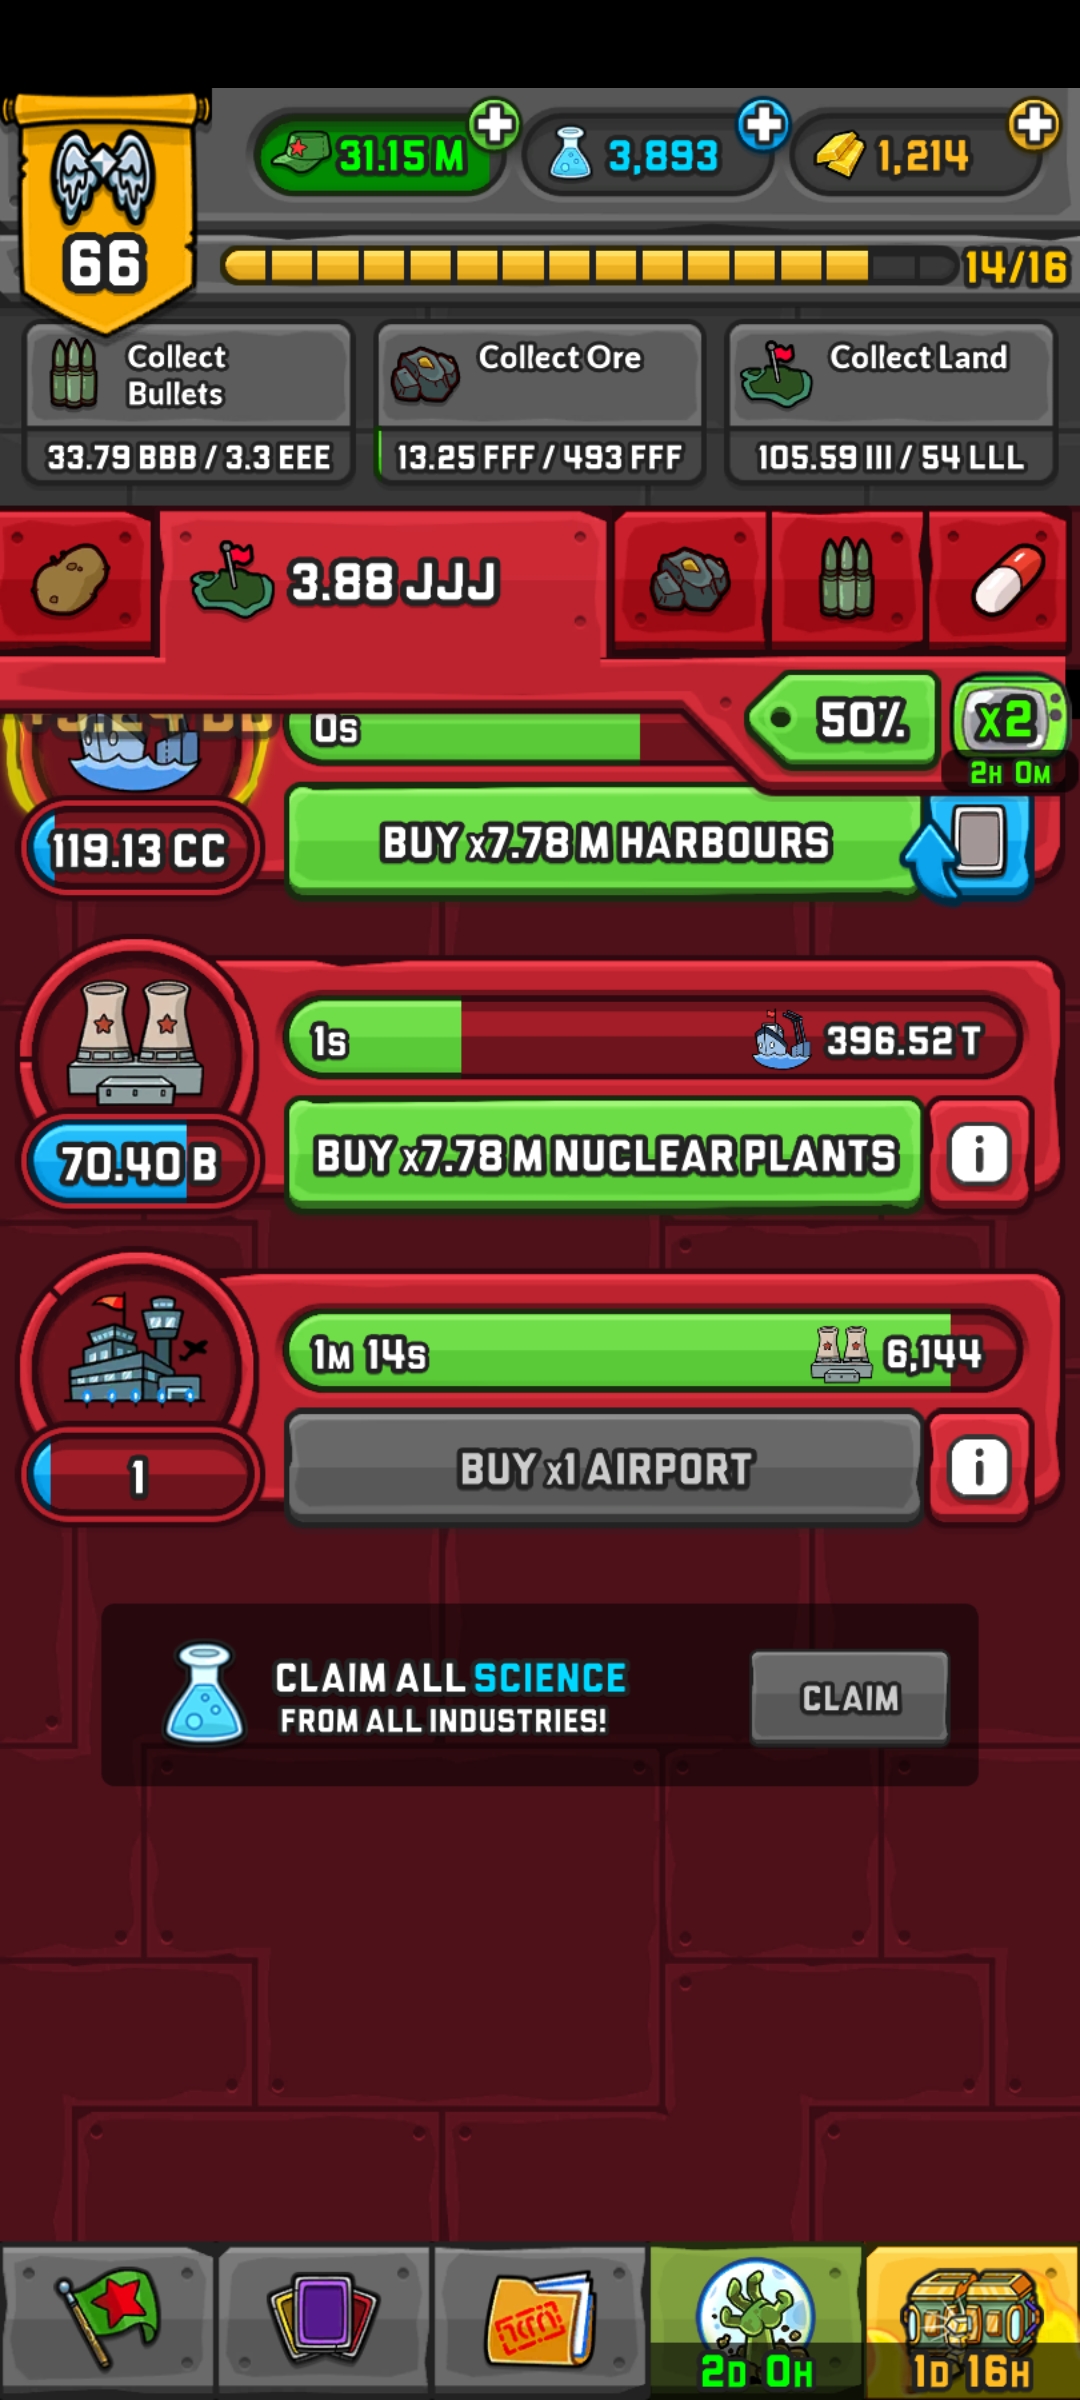 31.15 M
3,893
1,214
66
14/16
Collect
Bullets
33.79 BBB / 3.3 EEE
Collect Ore
13.25 FFF / 493 FFF
Collect Land
105.59 III / 54 LLL
3.88 JJJ
50%
x2
2H 0M
0s
119.13 CC
BUY x7.78 M HARBOURS
1s
396.52 T
70.40 B
BUY x7.78 M NUCLEAR PLANTS
i
1M 14s
6,144
1
BUY x1 AIRPORT
i
CLAIM ALL SCIENCE
FROM ALL INDUSTRIES!
CLAIM
2D 0H
1D 16H